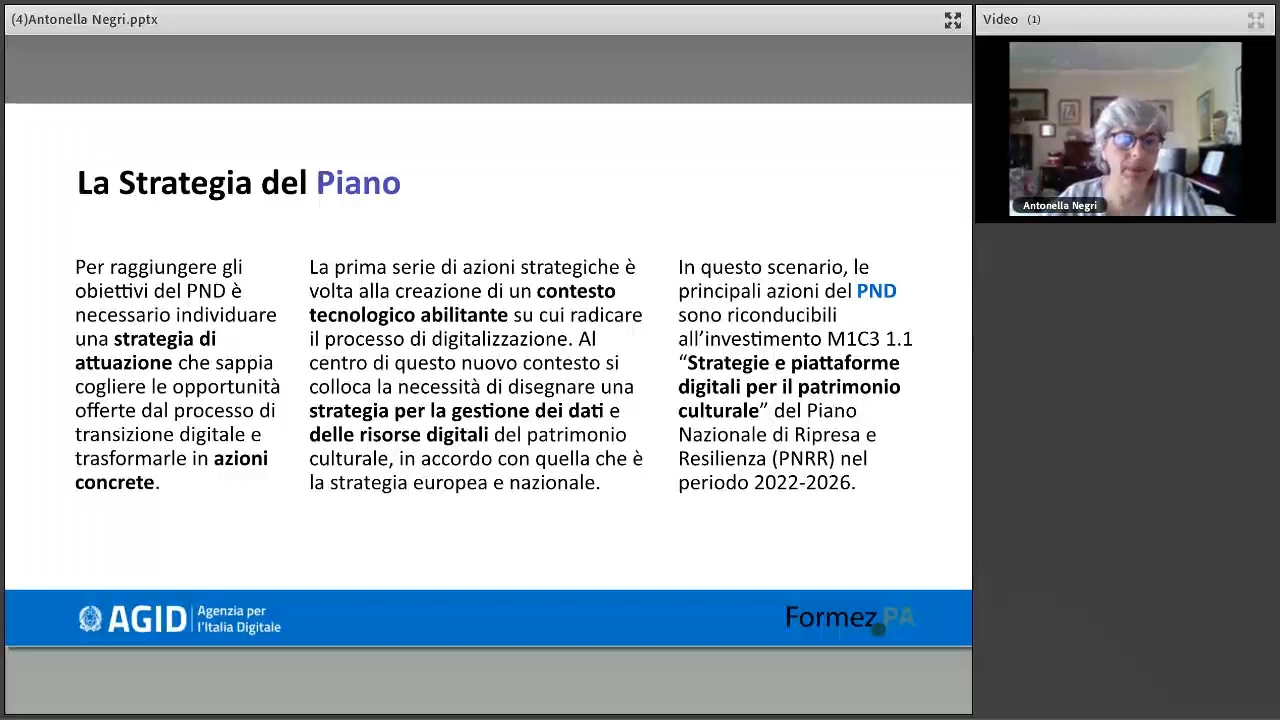 (4)Antonella Negri.pptx
Video (1)
Antonella Negri
La Strategia del Piano
Per raggiungere gli
obiettivi del PND è
necessario individuare
una strategia di
attuazione che sappia
cogliere le opportunità
offerte dal processo di
transizione digitale e
trasformarle in azioni
concrete.
La prima serie di azioni strategiche è
volta alla creazione di un contesto
tecnologico abilitante su cui radicare
il processo di digitalizzazione. Al
centro di questo nuovo contesto si
colloca la necessità di disegnare una
strategia per la gestione dei dati e
delle risorse digitali del patrimonio
culturale, in accordo con quella che è
la strategia europea e nazionale.
In questo scenario, le
principali azioni del PND
sono riconducibili
all’investimento M1C3 1.1
“Strategie e piattaforme
digitali per il patrimonio
culturale” del Piano
Nazionale di Ripresa e
Resilienza (PNRR) nel
periodo 2022-2026.
AGID
Agenzia per
l'Italia Digitale
Formez PA